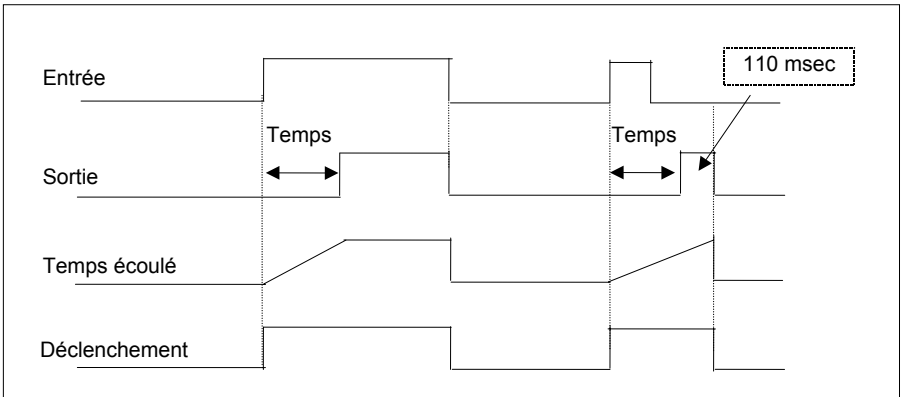 Entrée
110 msec
Temps
Temps
Sortie
Temps écoulé
Déclenchement